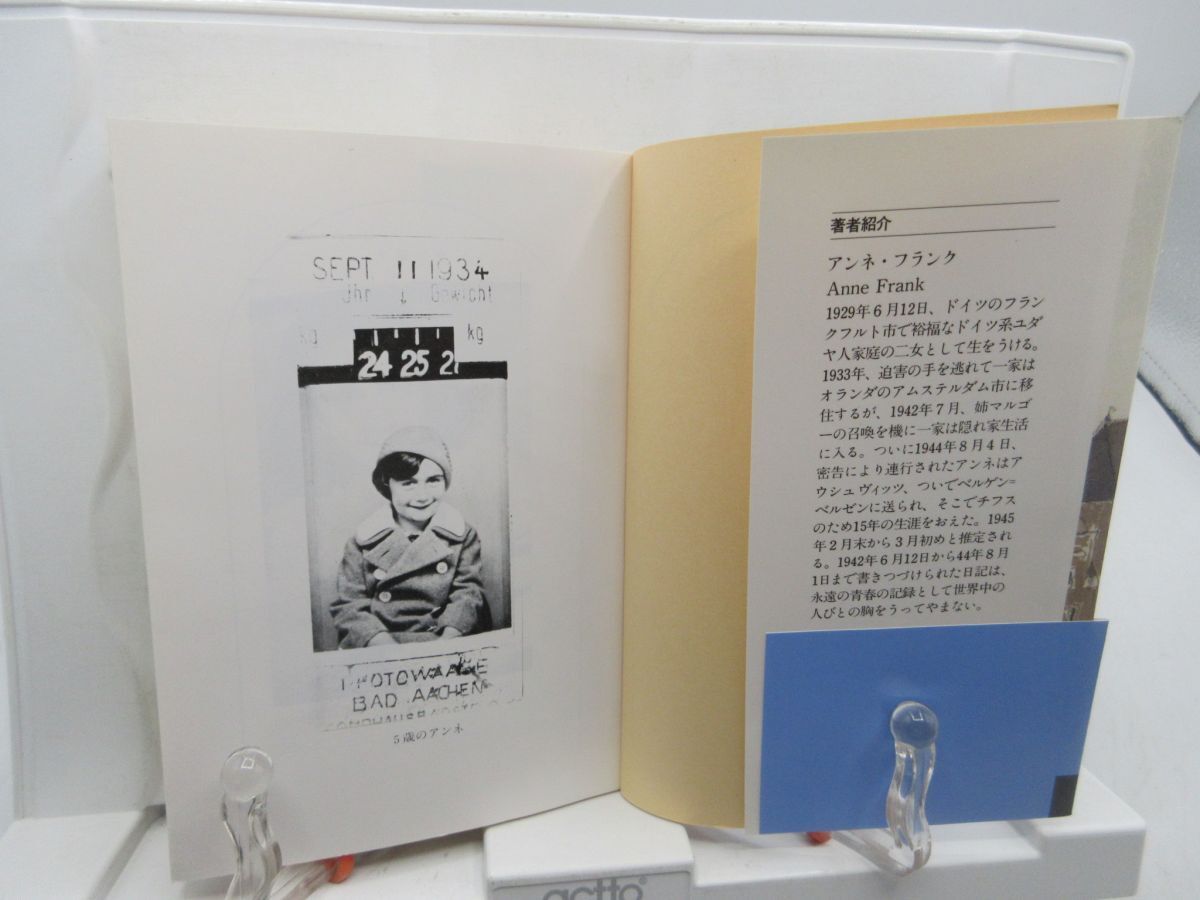 SEPT 11 1934
Uhr Gewicht
kg kg
24 25 2
FOTOWAAGE
BAD AACHEN
5歳のアンネ
著者紹介
アンネ・フランク
Anne Frank
1929年6月12日、ドイツのフラン
クフルト市で裕福なドイツ系ユダ
ヤ人家庭の二女として生をうける。
1933年、迫害の手を逃れて一家は
オランダのアムステルダム市に移
住するが、1942年7月、姉マルゴ
ーの召喚を機に一家は隠れ家生活
に入る。ついに1944年8月4日、
密告により連行されたアンネはア
ウシュヴィッツ、ついでベルゲン=
ベルゼンに送られ、そこでチフス
のため15年の生涯をおえた。1945
年2月末から3月初めと推定され
る。1942年6月12日から44年8月
1日まで書きつづけられた日記は、
永遠の青春の記録として世界中の
人びとの胸をうってやまない。
actto